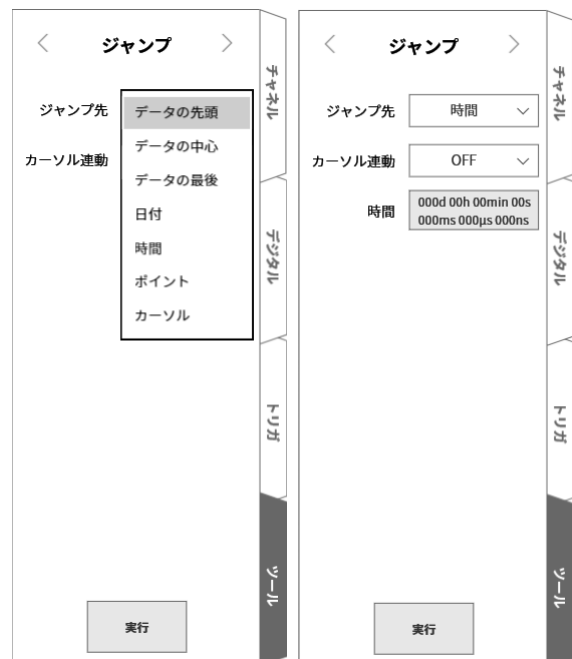 ジャンプ
ジャンプ先
データの先頭
カーソル連動
データの中心
データの最後
日付
時間
ポイント
カーソル
実行
チャネル
デジタル
トリガ
ツール
ジャンプ
ジャンプ先
時間
カーソル連動
OFF
時間
000d 00h 00min 00s
000ms 000µs 000ns
実行
チャネル
デジタル
トリガ
ツール